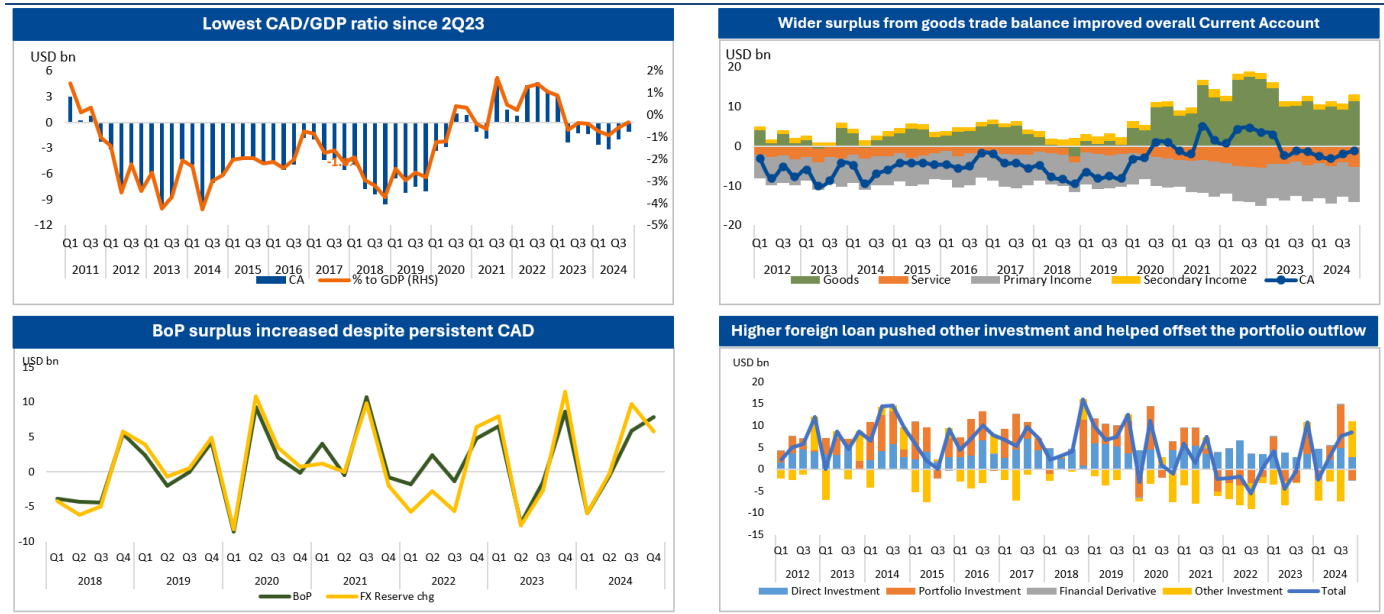 Lowest CAD/GDP ratio since 2Q23
USD bn
6
3
0
-3
-6
-9
-12
2%
1%
0%
-1%
-2%
-3%
-4%
-5%
Q1 Q3 Q1 Q3 Q1 Q3 Q1 Q3 Q1 Q3 Q1 Q3 Q1 Q3 Q1 Q3 Q1 Q3 Q1 Q3 Q1 Q3 Q1 Q3 Q1 Q3 Q1 Q3
2011 2012 2013 2014 2015 2016 2017 2018 2019 2020 2021 2022 2023 2024
CA % to GDP (RHS)
Wider surplus from goods trade balance improved overall Current Account
USD bn
20
10
0
-10
-20
Q1 Q3 Q1 Q3 Q1 Q3 Q1 Q3 Q1 Q3 Q1 Q3 Q1 Q3 Q1 Q3 Q1 Q3 Q1 Q3 Q1 Q3 Q1 Q3 Q1 Q3
2012 2013 2014 2015 2016 2017 2018 2019 2020 2021 2022 2023 2024
Goods Service Primary Income Secondary Income CA
BoP surplus increased despite persistent CAD
USD bn
15
10
5
0
-5
-10
Q1 Q2 Q3 Q4 Q1 Q2 Q3 Q4 Q1 Q2 Q3 Q4 Q1 Q2 Q3 Q4 Q1 Q2 Q3 Q4 Q1 Q2 Q3 Q4 Q1 Q2 Q3 Q4
2018 2019 2020 2021 2022 2023 2024
BoP FX Reserve chg
Higher foreign loan pushed other investment and helped offset the portfolio outflow
USD bn
20
15
10
5
0
-5
-10
-15
Q1 Q3 Q1 Q3 Q1 Q3 Q1 Q3 Q1 Q3 Q1 Q3 Q1 Q3 Q1 Q3 Q1 Q3 Q1 Q3 Q1 Q3 Q1 Q3 Q1 Q3
2012 2013 2014 2015 2016 2017 2018 2019 2020 2021 2022 2023 2024
Direct Investment Portfolio Investment Financial Derivative Other Investment Total